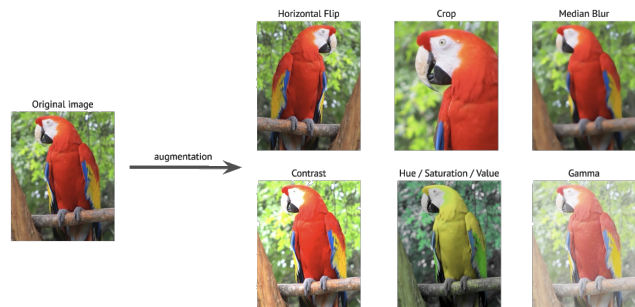 Horizontal Flip
Crop
Median Blur
Original image
augmentation
Contrast
Hue / Saturation / Value
Gamma